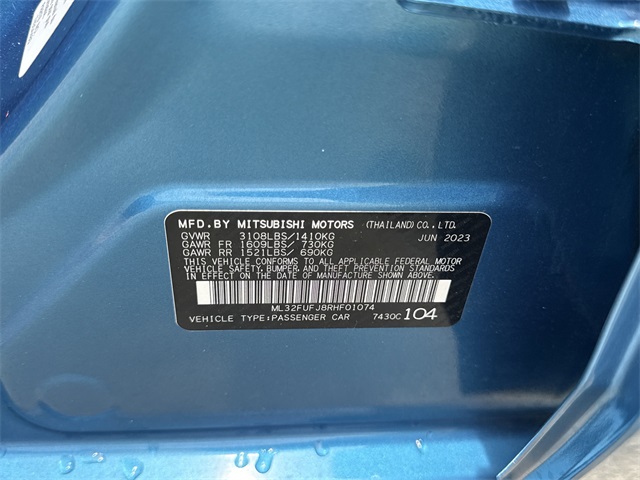 MFD.BY MITSUBISHI MOTORS (THAILAND)CO.,LTD.
GVWR 3108LBS/1410KG JUN 2023
GAWR FR 1609LBS/ 730KG
GAWR RR 1521LBS/ 690KG
THIS VEHICLE CONFORMS TO ALL APPLICABLE FEDERAL MOTOR
VEHICLE SAFETY,BUMPER,AND THEFT PREVENTION STANDARDS
IN EFFECT ON THE DATE OF MANUFACTURE SHOWN ABOVE.
ML32FUFJ8RHF01074
VEHICLE TYPE:PASSENGER CAR 7430C 104